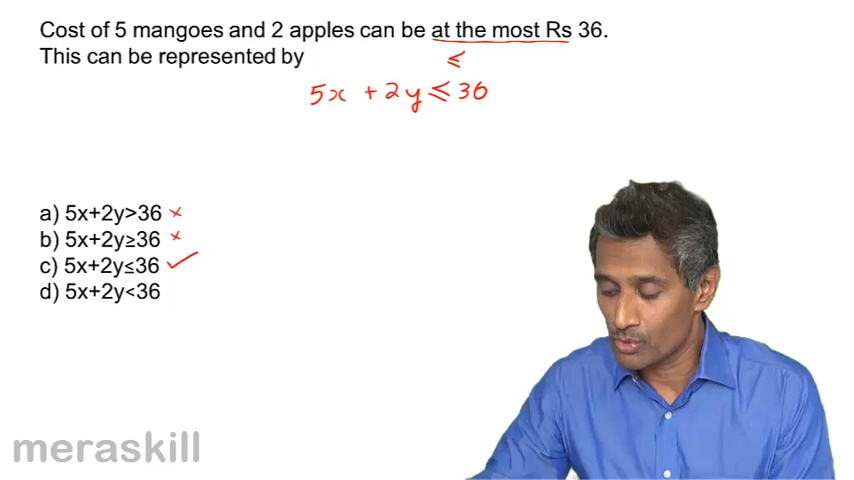 Cost of 5 mangoes and 2 apples can be at the most Rs 36.
This can be represented by
≤
5x + 2y ≤ 36
a) 5x+2y>36 ×
b) 5x+2y≥36 ×
c) 5x+2y≤36 ✓
d) 5x+2y<36
meraskill